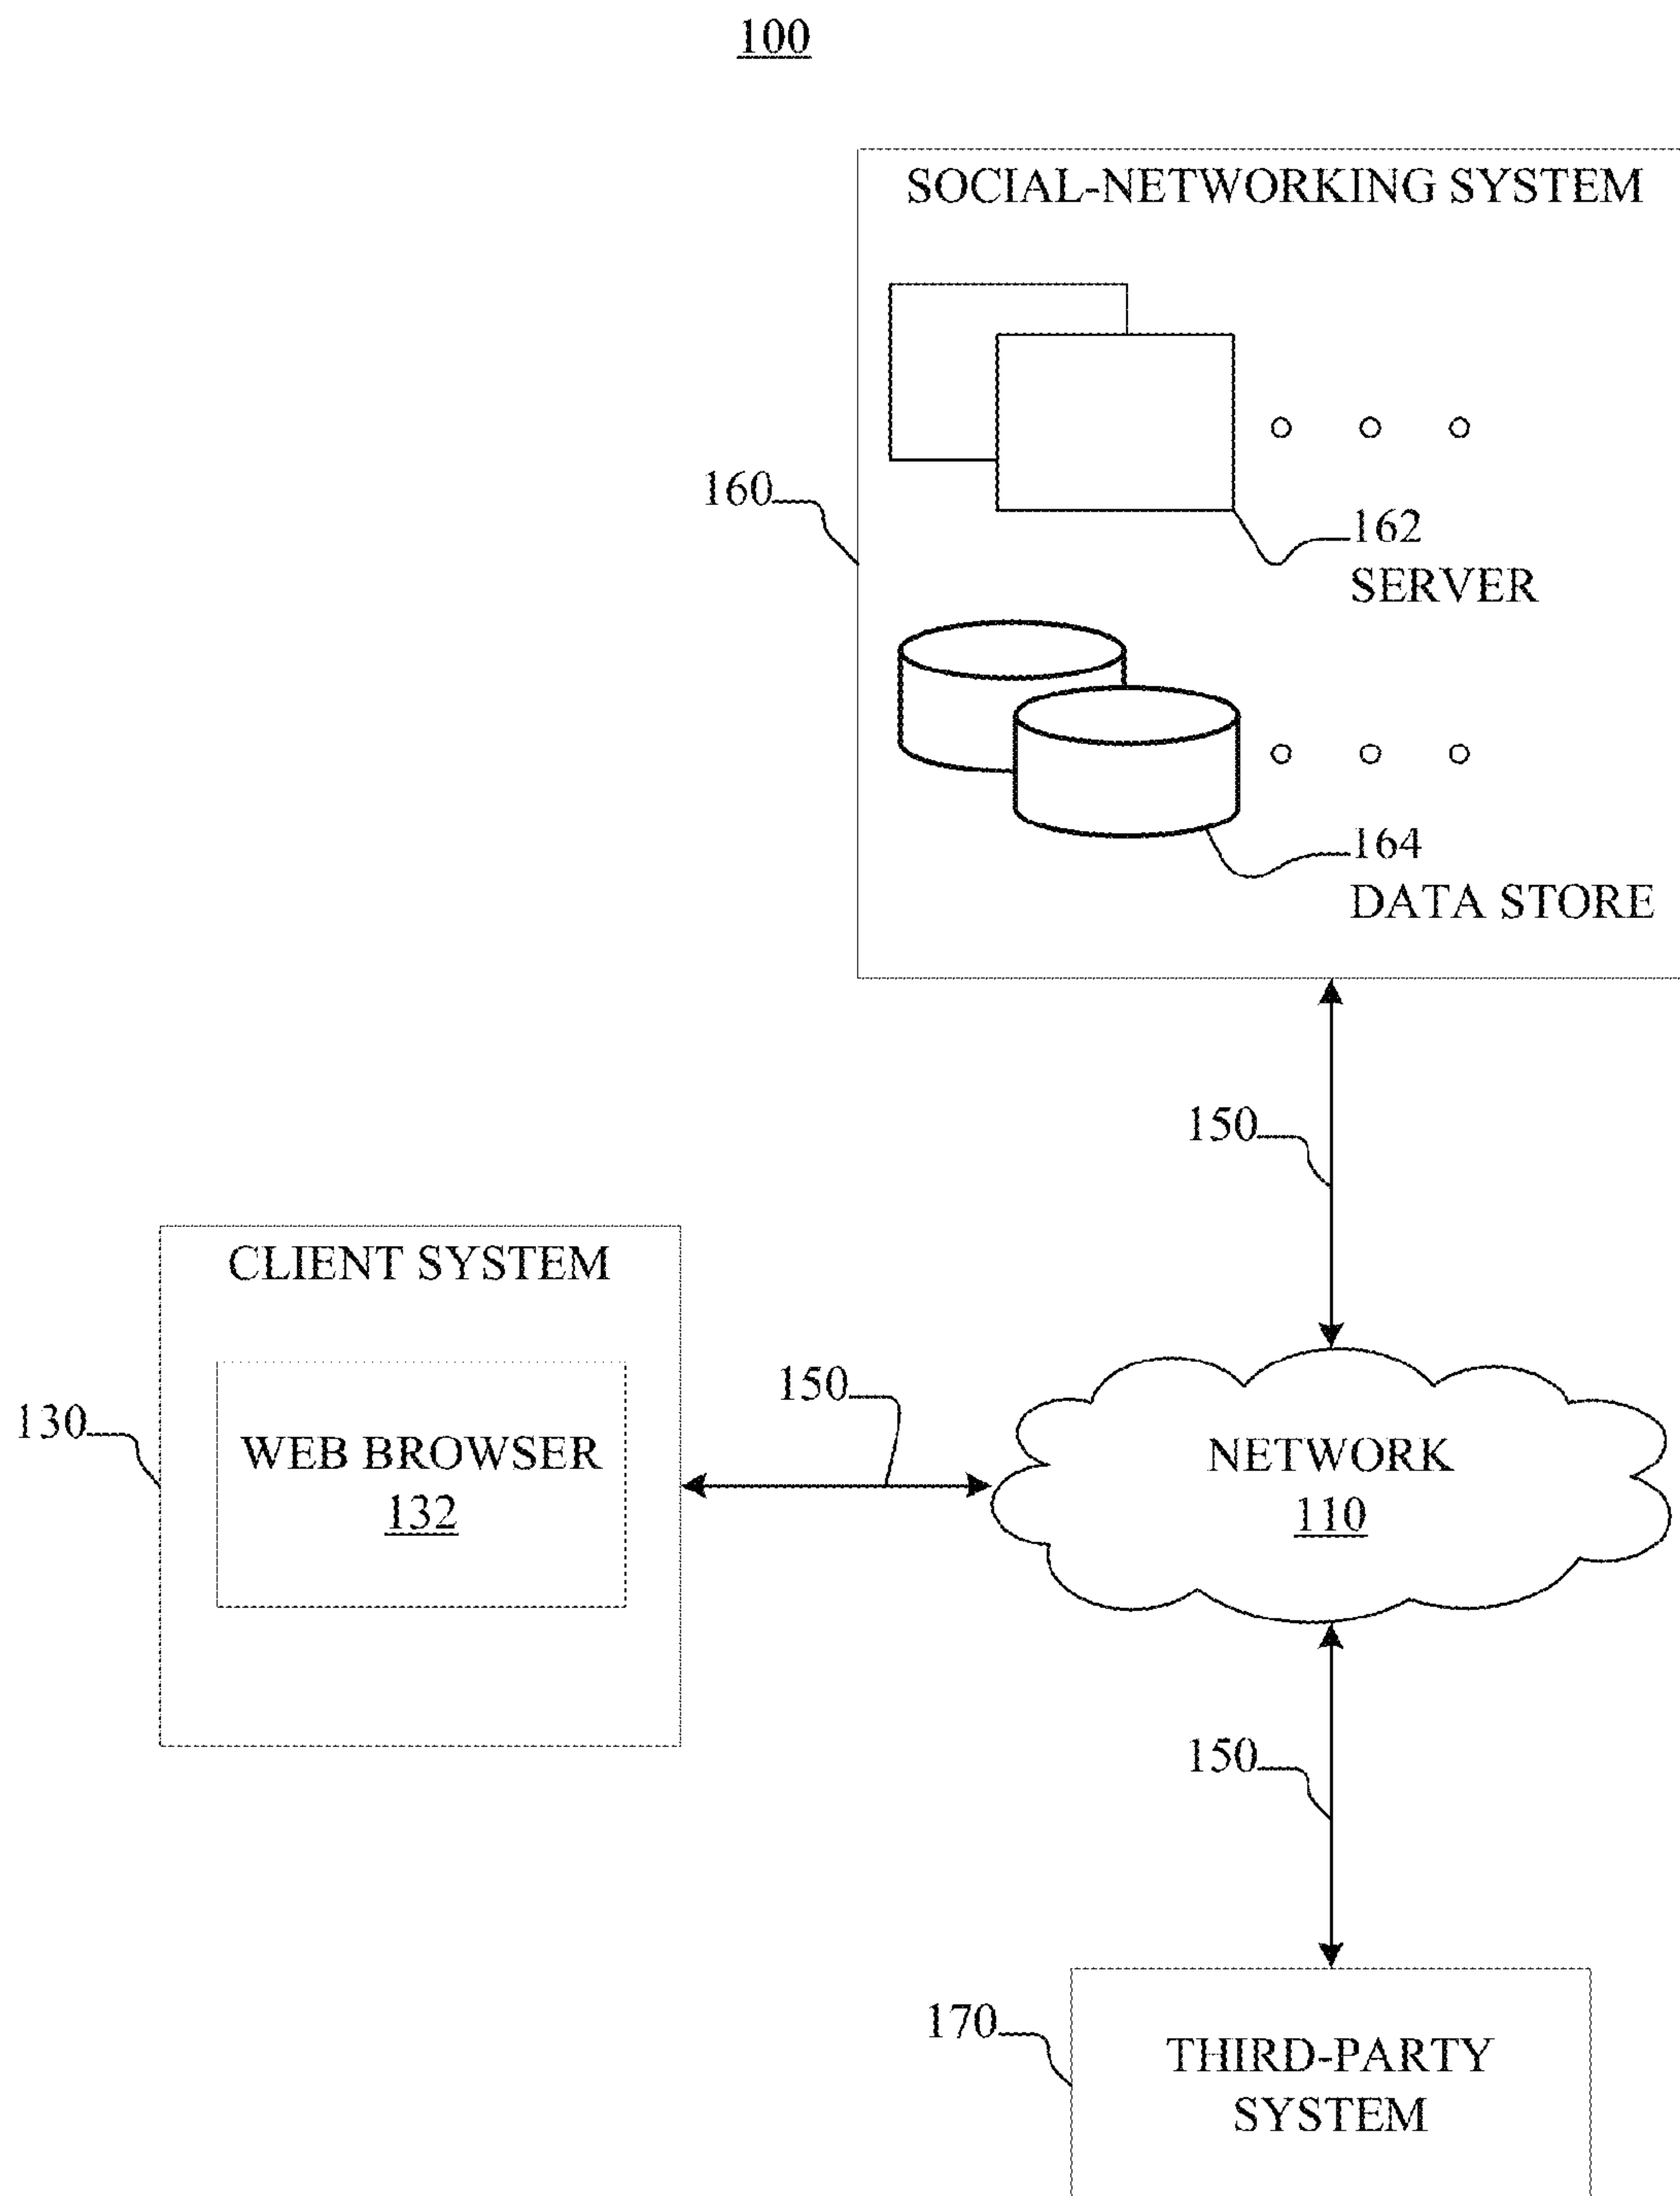 100
SOCIAL-NETWORKING SYSTEM
160
162
SERVER
164
DATA STORE
150
CLIENT SYSTEM
130
WEB BROWSER
132
150
NETWORK
110
150
170
THIRD-PARTY
SYSTEM